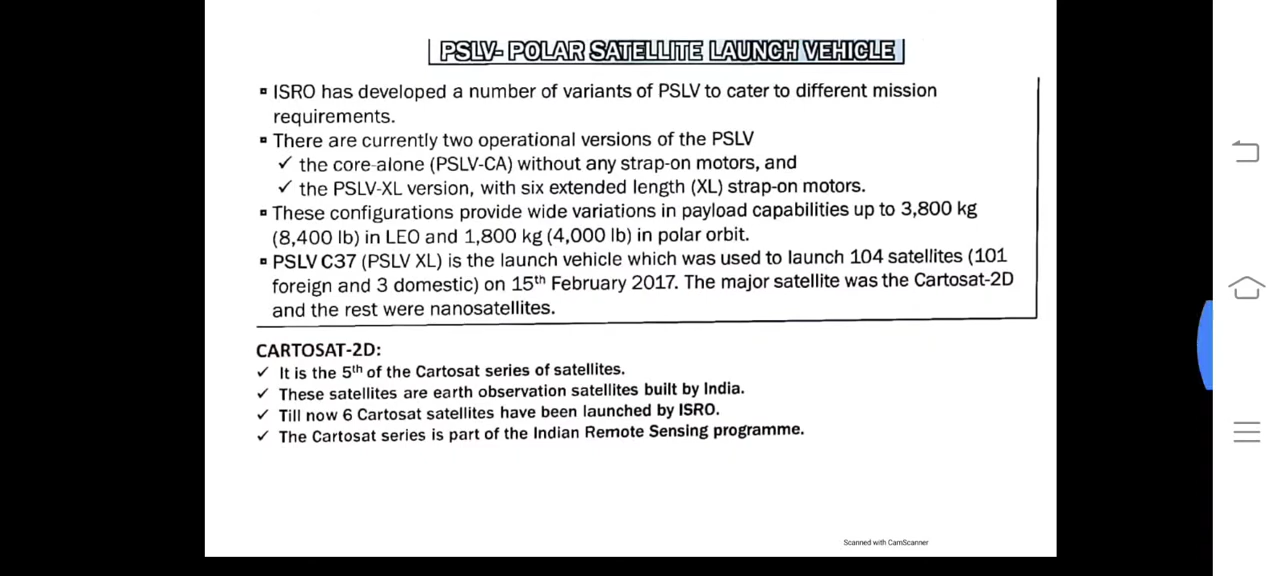 PSLV- POLAR SATELLITE LAUNCH VEHICLE
▫ ISRO has developed a number of variants of PSLV to cater to different mission
requirements.
▫ There are currently two operational versions of the PSLV
✓ the core-alone (PSLV-CA) without any strap-on motors, and
✓ the PSLV-XL version, with six extended length (XL) strap-on motors.
▫ These configurations provide wide variations in payload capabilities up to 3,800 kg
(8,400 lb) in LEO and 1,800 kg (4,000 lb) in polar orbit.
▫ PSLV C37 (PSLV XL) is the launch vehicle which was used to launch 104 satellites (101
foreign and 3 domestic) on 15th February 2017. The major satellite was the Cartosat-2D
and the rest were nanosatellites.
CARTOSAT-2D:
✓ It is the 5th of the Cartosat series of satellites.
✓ These satellites are earth observation satellites built by India.
✓ Till now 6 Cartosat satellites have been launched by ISRO.
✓ The Cartosat series is part of the Indian Remote Sensing programme.
Scanned with CamScanner